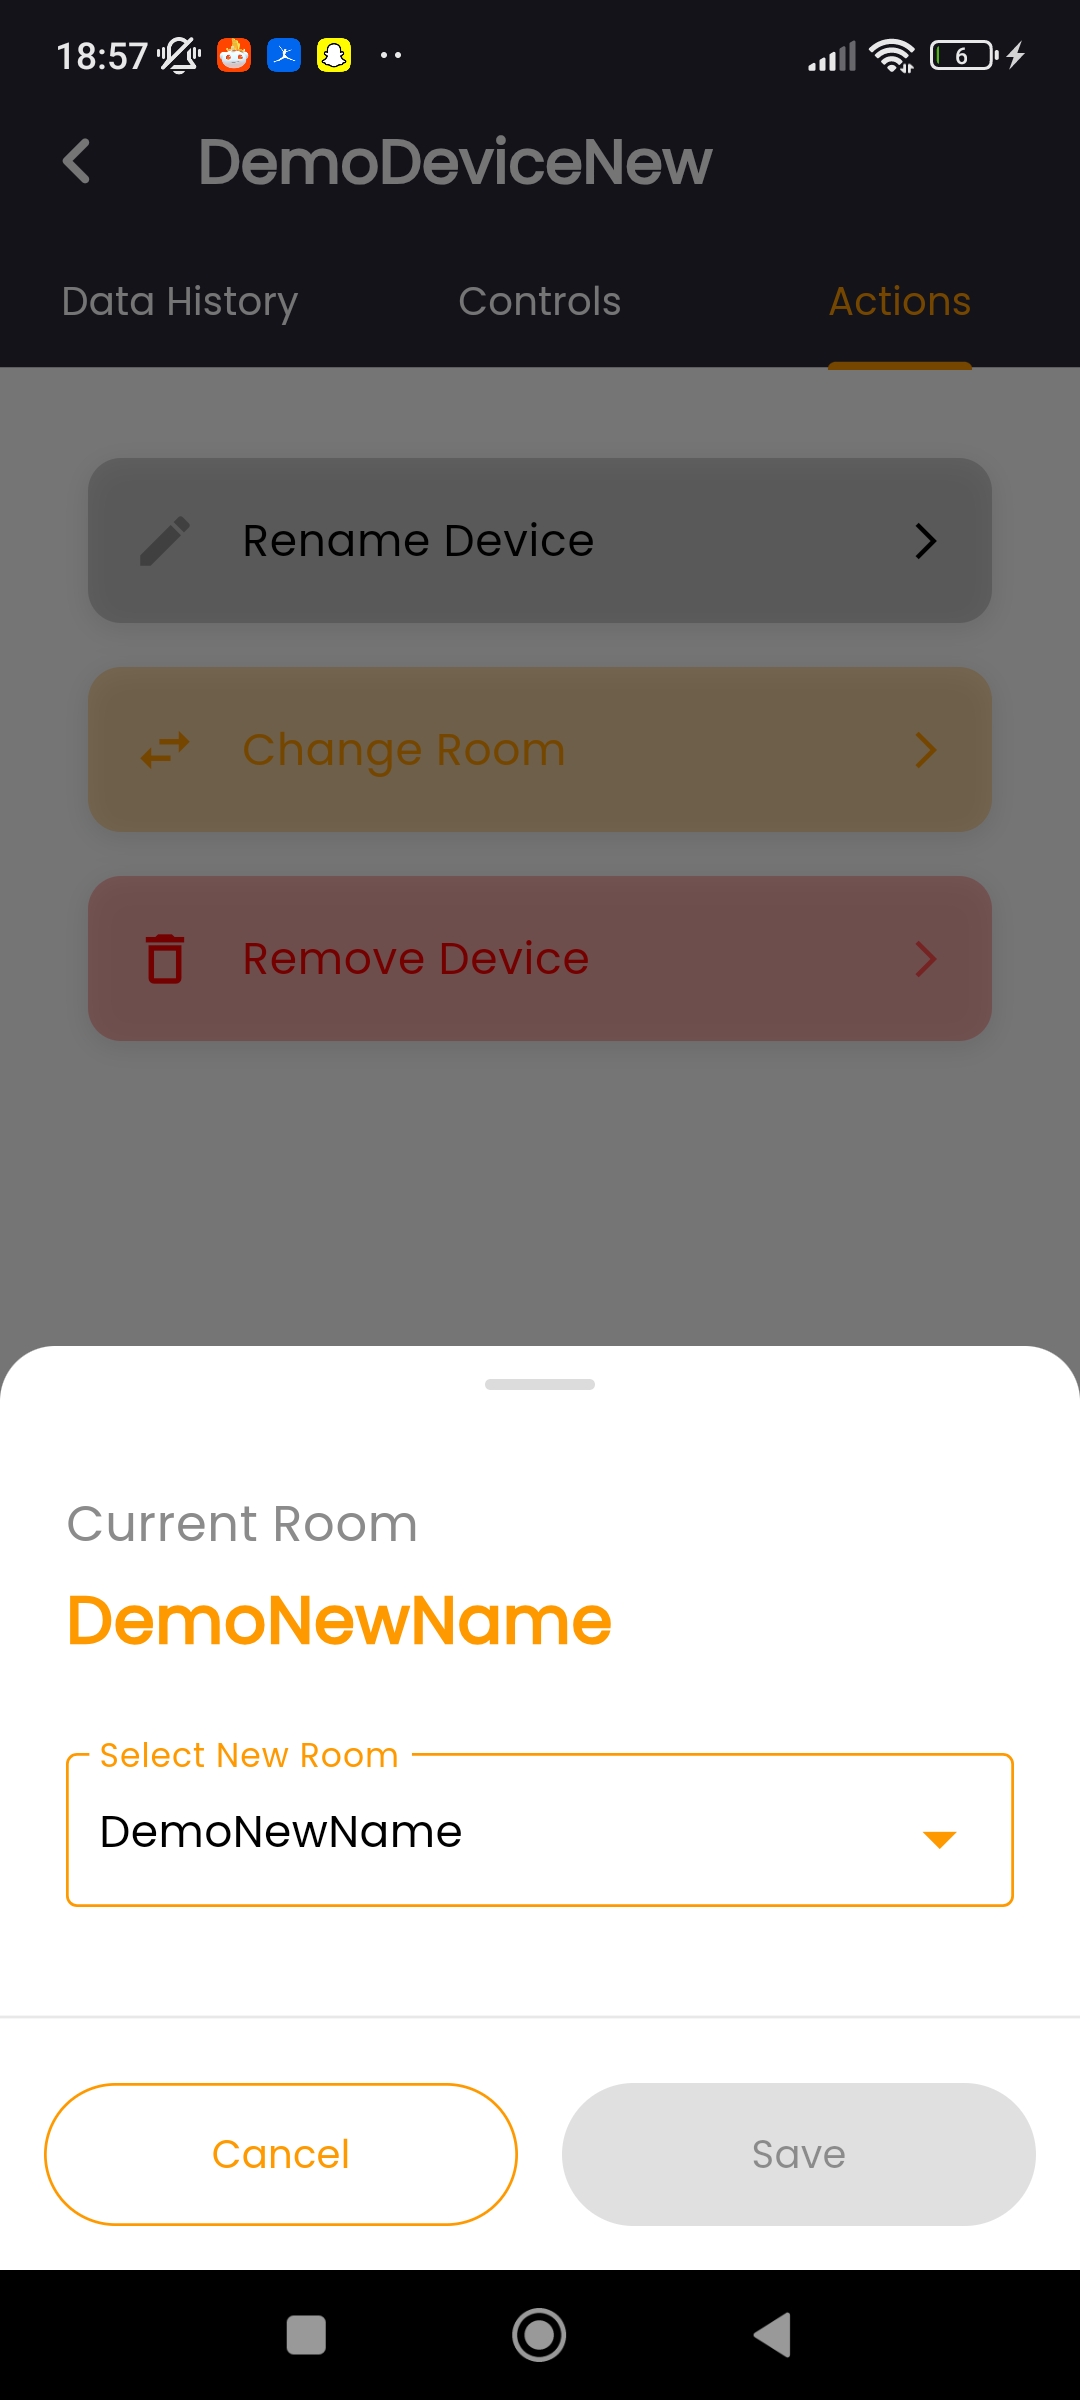 18:57
6
DemoDeviceNew
Data History
Controls
Actions
Rename Device
Change Room
Remove Device
Current Room
DemoNewName
Select New Room
DemoNewName
Cancel
Save